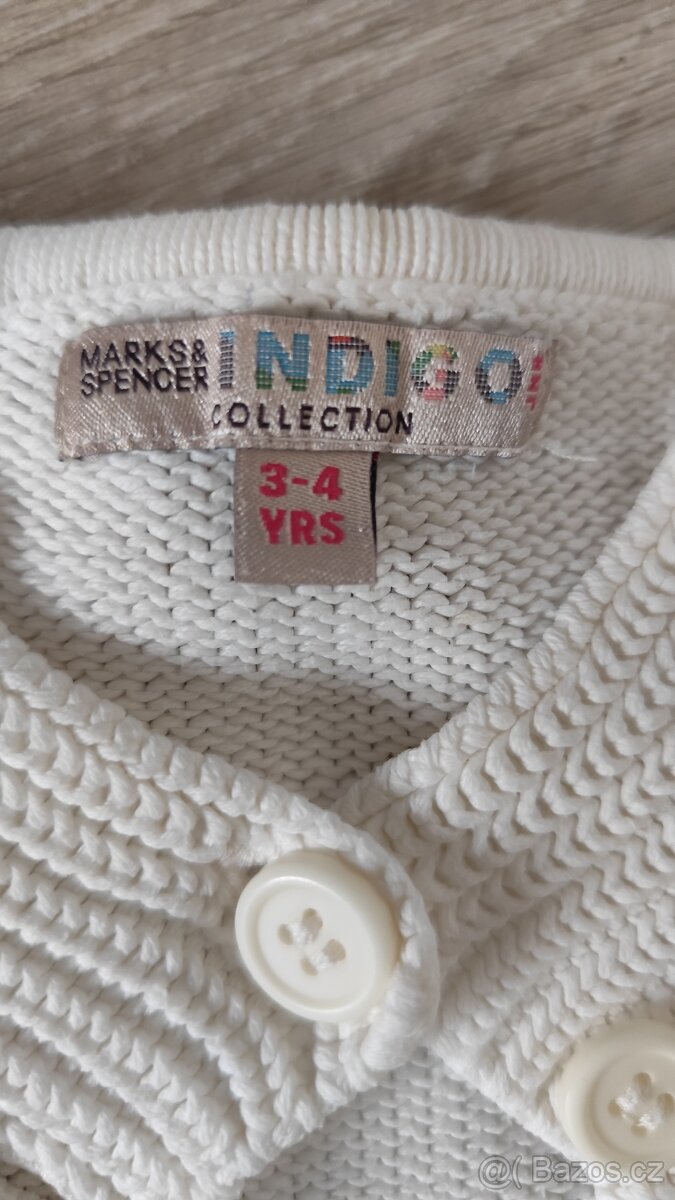 MARKS&
SPENCER
INDIGO
COLLECTION
3-4
YRS
@( Bazos.cz